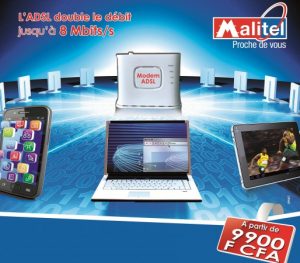 L'ADSL double le débit
jusqu'à 8 Mbits/s
Malitel
Proche de vous
Modem
ADSL
A partir de
9900
F CFA